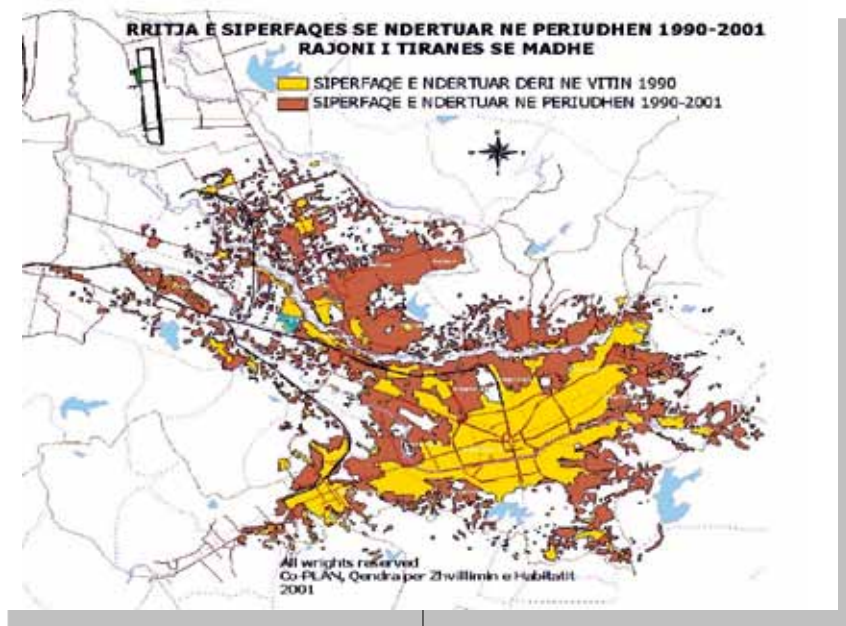 RRITJA E SIPERFAQES SE NDERTUAR NE PERIUDHEN 1990-2001
RAJONI I TIRANES SE MADHE
SIPERFAQE E NDERTUAR DERI NE VITIN 1990
SIPERFAQE E NDERTUAR NE PERIUDHEN 1990-2001
All wrights reserved
Co-PLAN, Qendra per Zhvillimin e Habitatit
2001